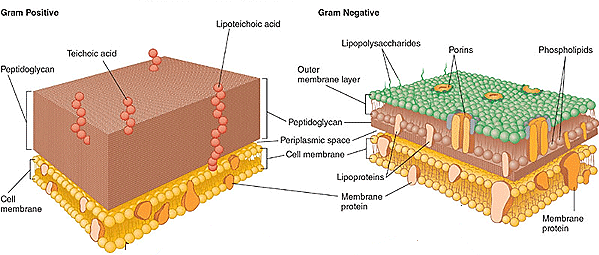 Gram Positive
Lipoteichoic acid
Teichoic acid
Peptidoglycan
Cell
membrane
Peptidoglycan
Periplasmic space
Cell membrane
Gram Negative
Lipopolysaccharides
Porins
Phospholipids
Outer
membrane layer
Lipoproteins
Membrane
protein
Membrane
protein